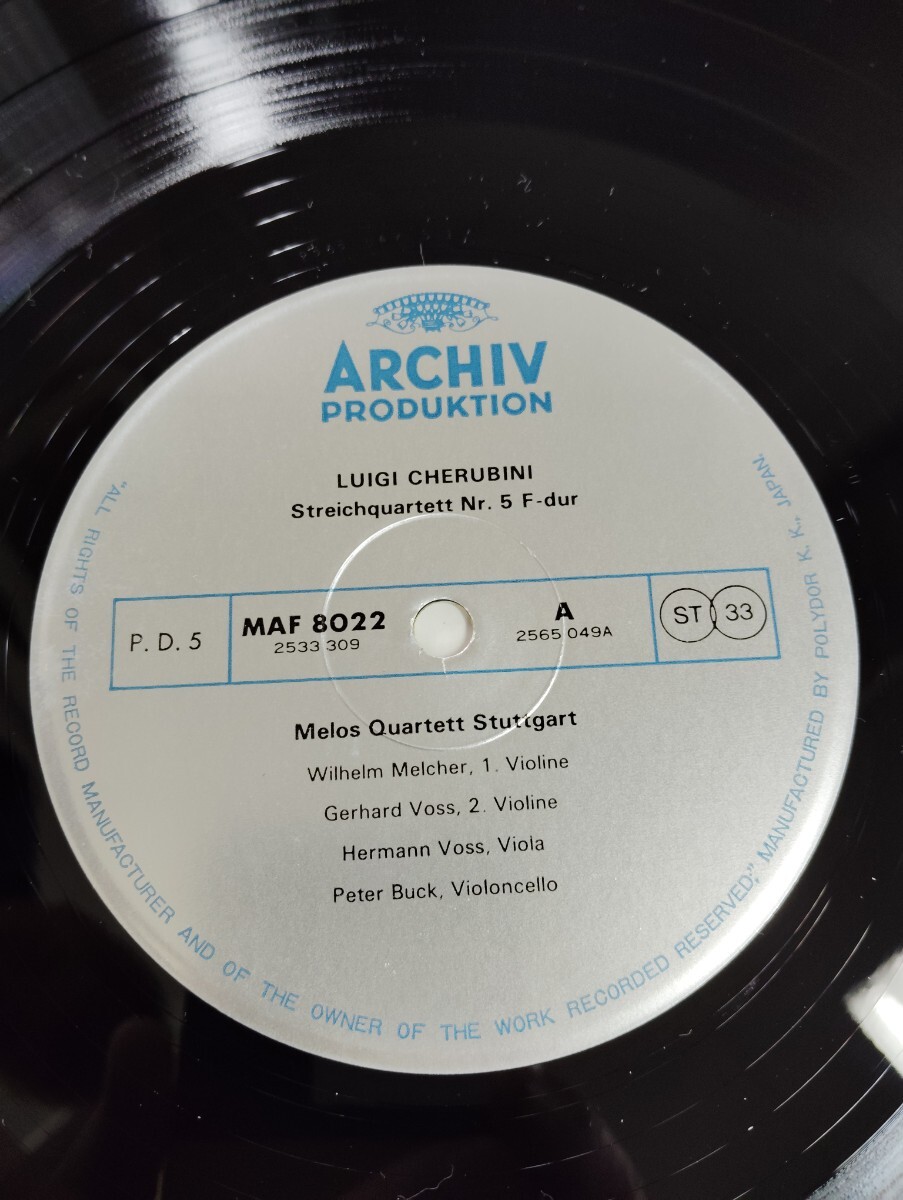 ARCHIV
PRODUKTION
LUIGI CHERUBINI
Streichquartett Nr. 5 F-dur
P. D. 5
MAF 8022
2533 309
A
2565 049A
ST 33
Melos Quartett Stuttgart
Wilhelm Melcher, 1. Violine
Gerhard Voss, 2. Violine
Hermann Voss, Viola
Peter Buck, Violoncello
"ALL RIGHTS OF THE RECORD MANUFACTURER AND OF THE OWNER OF THE WORK RECORDED RESERVED;" MANUFACTURED BY POLYDOR K. K., JAPAN.